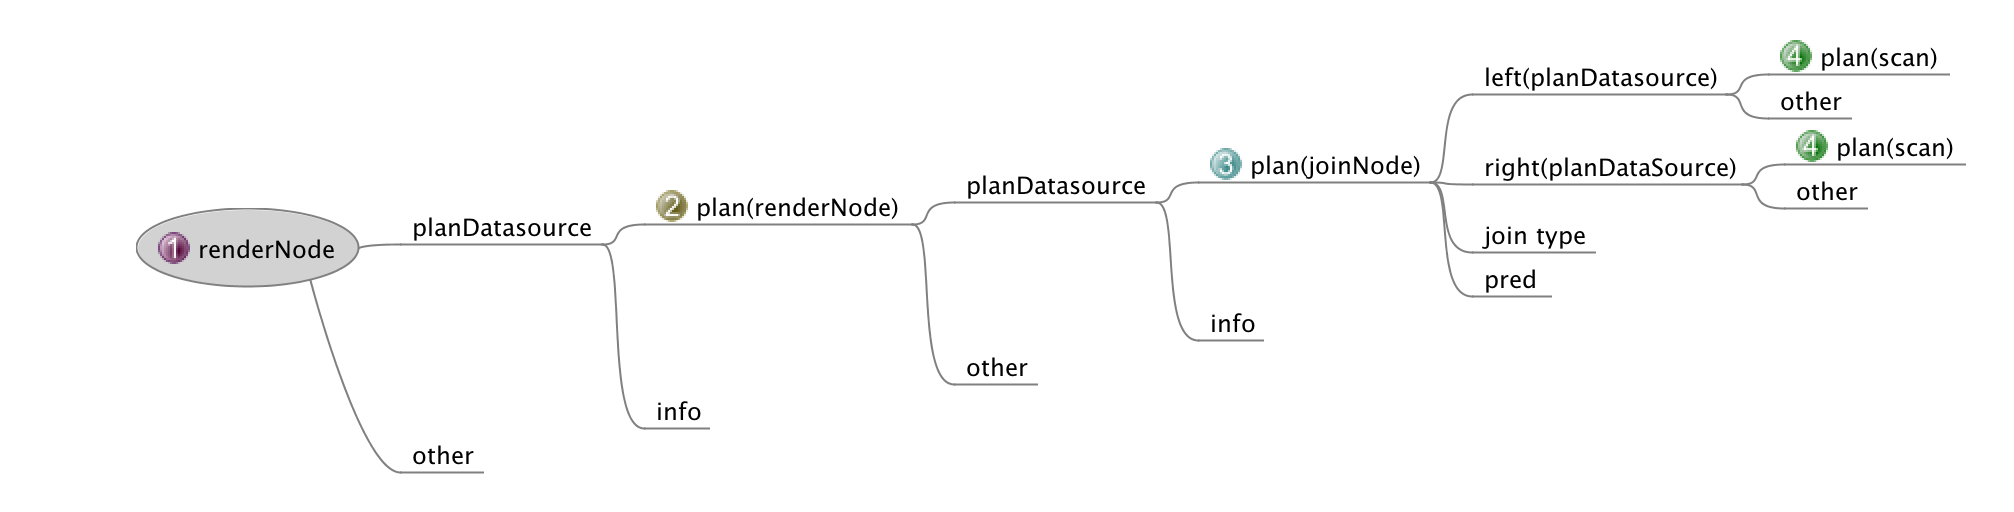 1 renderNode
planDatasource
2 plan(renderNode)
planDatasource
3 plan(joinNode)
left(planDatasource)
4 plan(scan)
other
right(planDataSource)
4 plan(scan)
other
join type
pred
info
other
info
other